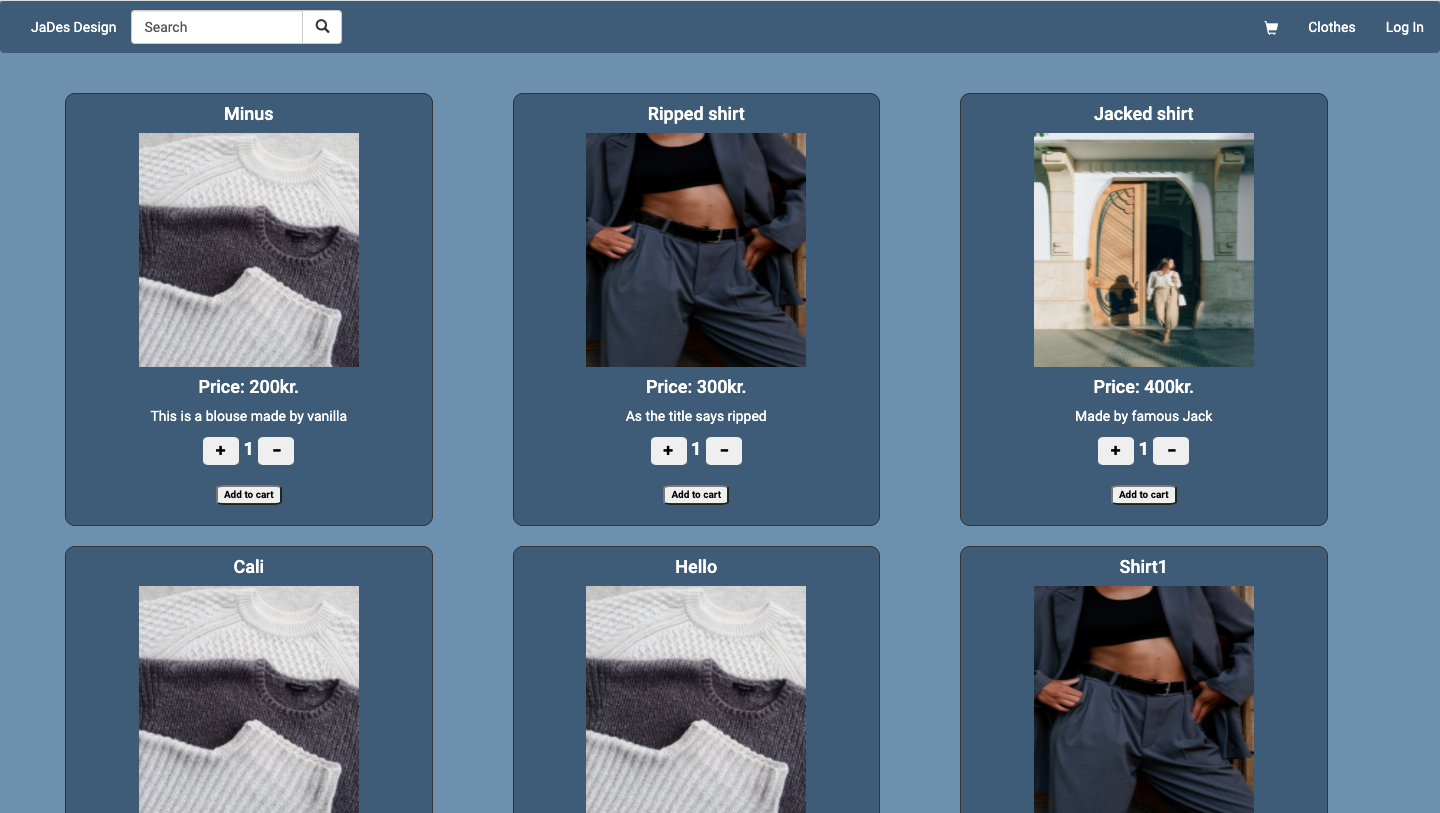 JaDes Design
Search
Clothes
Log In
Minus
Ripped shirt
Jacked shirt
Price: 200kr.
Price: 300kr.
Price: 400kr.
This is a blouse made by vanilla
As the title says ripped
Made by famous Jack
+ 1 -
+ 1 -
+ 1 -
Add to cart
Add to cart
Add to cart
Cali
Hello
Shirt1